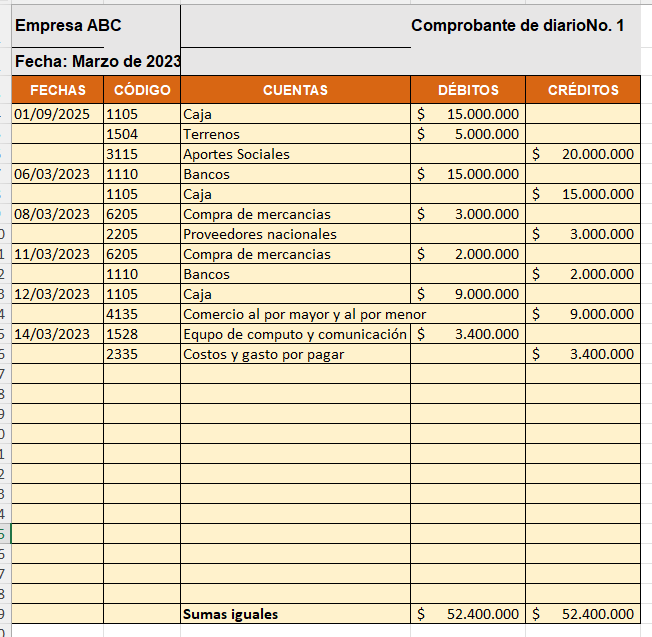 Empresa ABC Comprobante de diarioNo. 1
Fecha: Marzo de 2023
FECHAS CÓDIGO CUENTAS DÉBITOS CRÉDITOS
01/09/2025 1105 Caja $ 15.000.000
1504 Terrenos $ 5.000.000
3115 Aportes Sociales $ 20.000.000
06/03/2023 1110 Bancos $ 15.000.000
1105 Caja $ 15.000.000
08/03/2023 6205 Compra de mercancias $ 3.000.000
2205 Proveedores nacionales $ 3.000.000
11/03/2023 6205 Compra de mercancias $ 2.000.000
1110 Bancos $ 2.000.000
12/03/2023 1105 Caja $ 9.000.000
4135 Comercio al por mayor y al por menor $ 9.000.000
14/03/2023 1528 Equpo de computo y comunicación $ 3.400.000
2335 Costos y gasto por pagar $ 3.400.000
Sumas iguales $ 52.400.000 $ 52.400.000